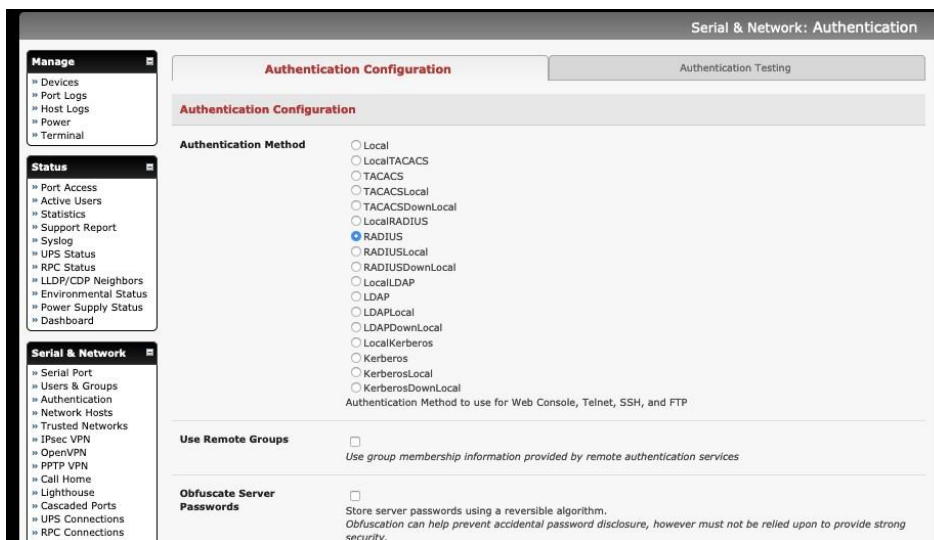 Serial & Network: Authentication
Manage
» Devices
» Port Logs
» Host Logs
» Power
» Terminal
Status
» Port Access
» Active Users
» Statistics
» Support Report
» Syslog
» UPS Status
» RPC Status
» LLDP/CDP Neighbors
» Environmental Status
» Power Supply Status
» Dashboard
Serial & Network
» Serial Port
» Users & Groups
» Authentication
» Network Hosts
» Trusted Networks
» IPsec VPN
» OpenVPN
» PPTP VPN
» Call Home
» Lighthouse
» Cascaded Ports
» UPS Connections
» RPC Connections
Authentication Configuration
Authentication Testing
Authentication Configuration
Authentication Method
Local
LocalTACACS
TACACS
TACACSLocal
TACACSDownLocal
LocalRADIUS
RADIUS
RADIUSLocal
RADIUSDownLocal
LocalLDAP
LDAP
LDAPLocal
LDAPDownLocal
LocalKerberos
Kerberos
KerberosLocal
KerberosDownLocal
Authentication Method to use for Web Console, Telnet, SSH, and FTP
Use Remote Groups
Use group membership information provided by remote authentication services
Obfuscate Server
Passwords
Store server passwords using a reversible algorithm.
Obfuscation can help prevent accidental password disclosure, however must not be relied upon to provide strong
security.